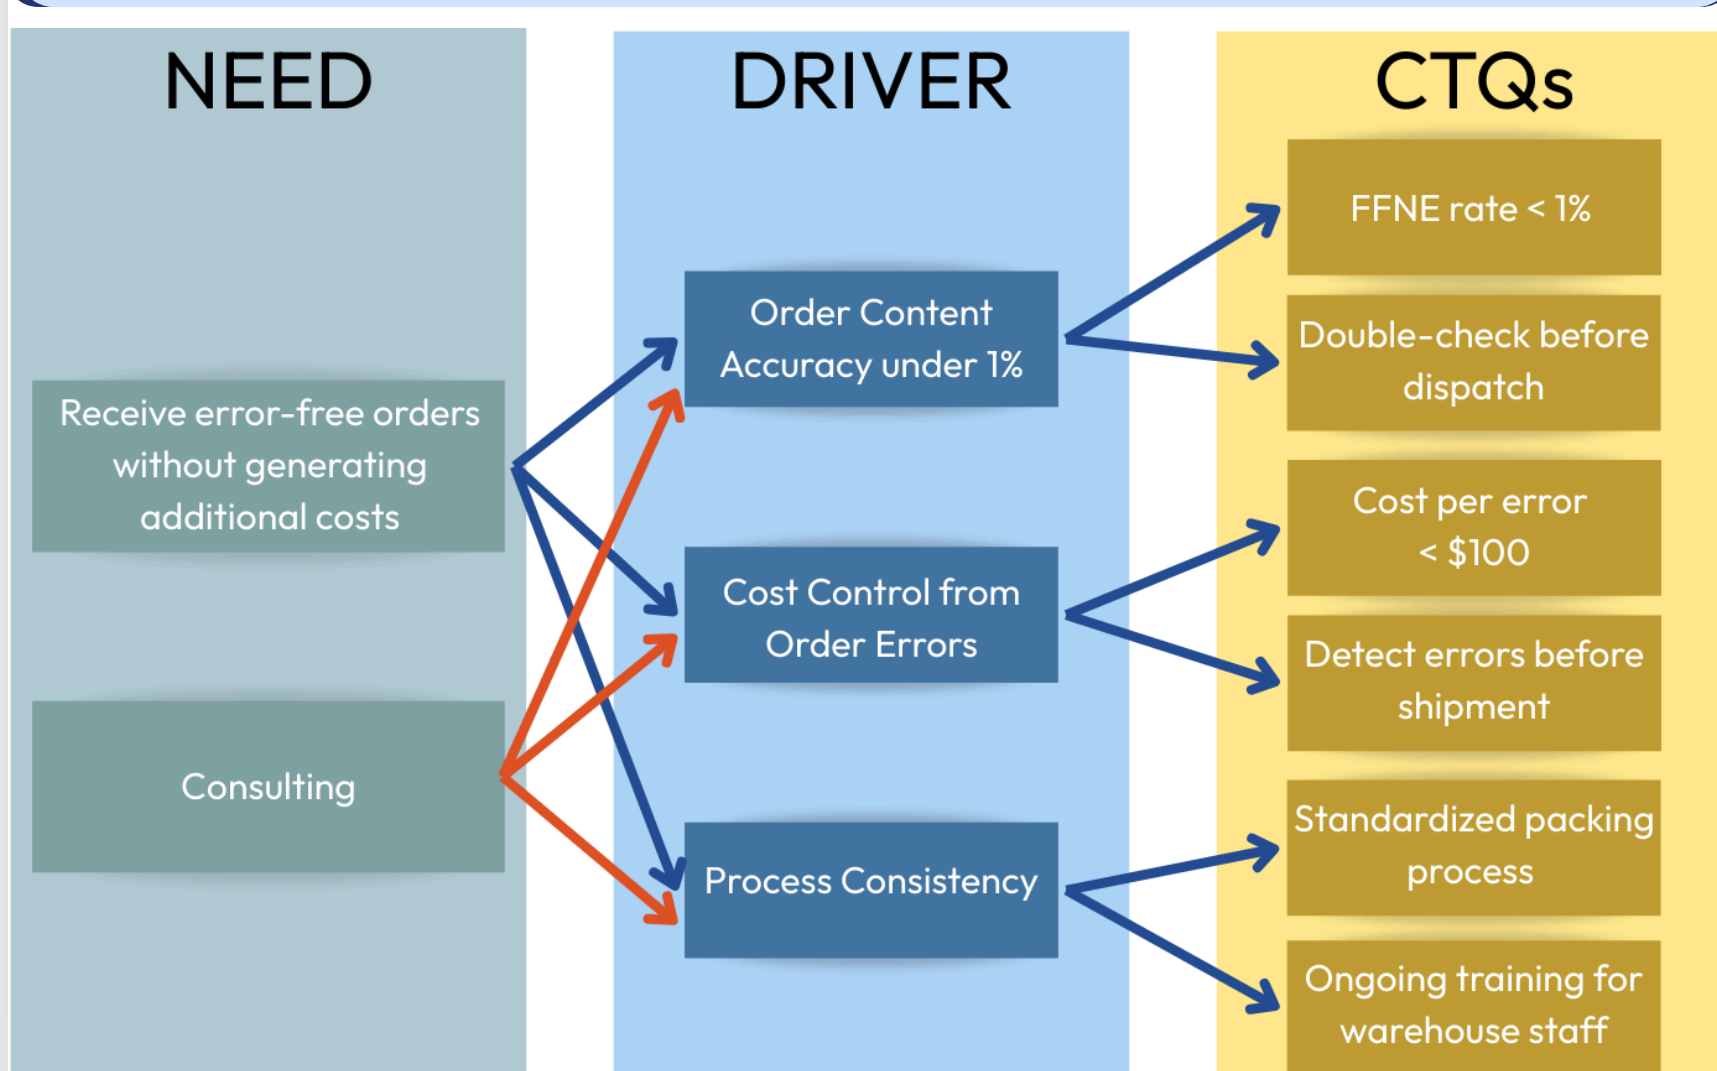 NEED
Receive error-free orders
without generating
additional costs
Consulting
DRIVER
Order Content
Accuracy under 1%
Cost Control from
Order Errors
Process Consistency
CTQs
FFNE rate < 1%
Double-check before
dispatch
Cost per error
< $100
Detect errors before
shipment
Standardized packing
process
Ongoing training for
warehouse staff